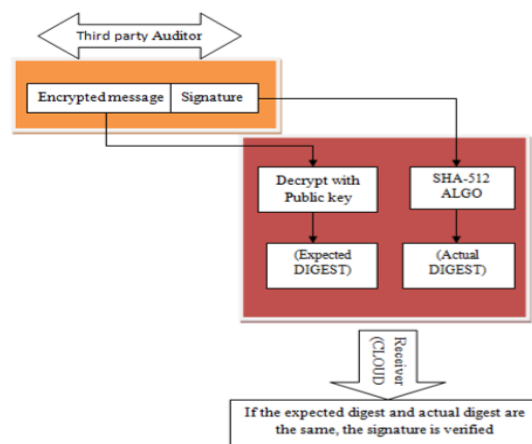 Third party Auditor
Encrypted message
Signature
Decrypt with
Public key
SHA-512
ALGO
(Expected
DIGEST)
(Actual
DIGEST)
Receiver
(CLOUD
If the expected digest and actual digest are
the same, the signature is verified